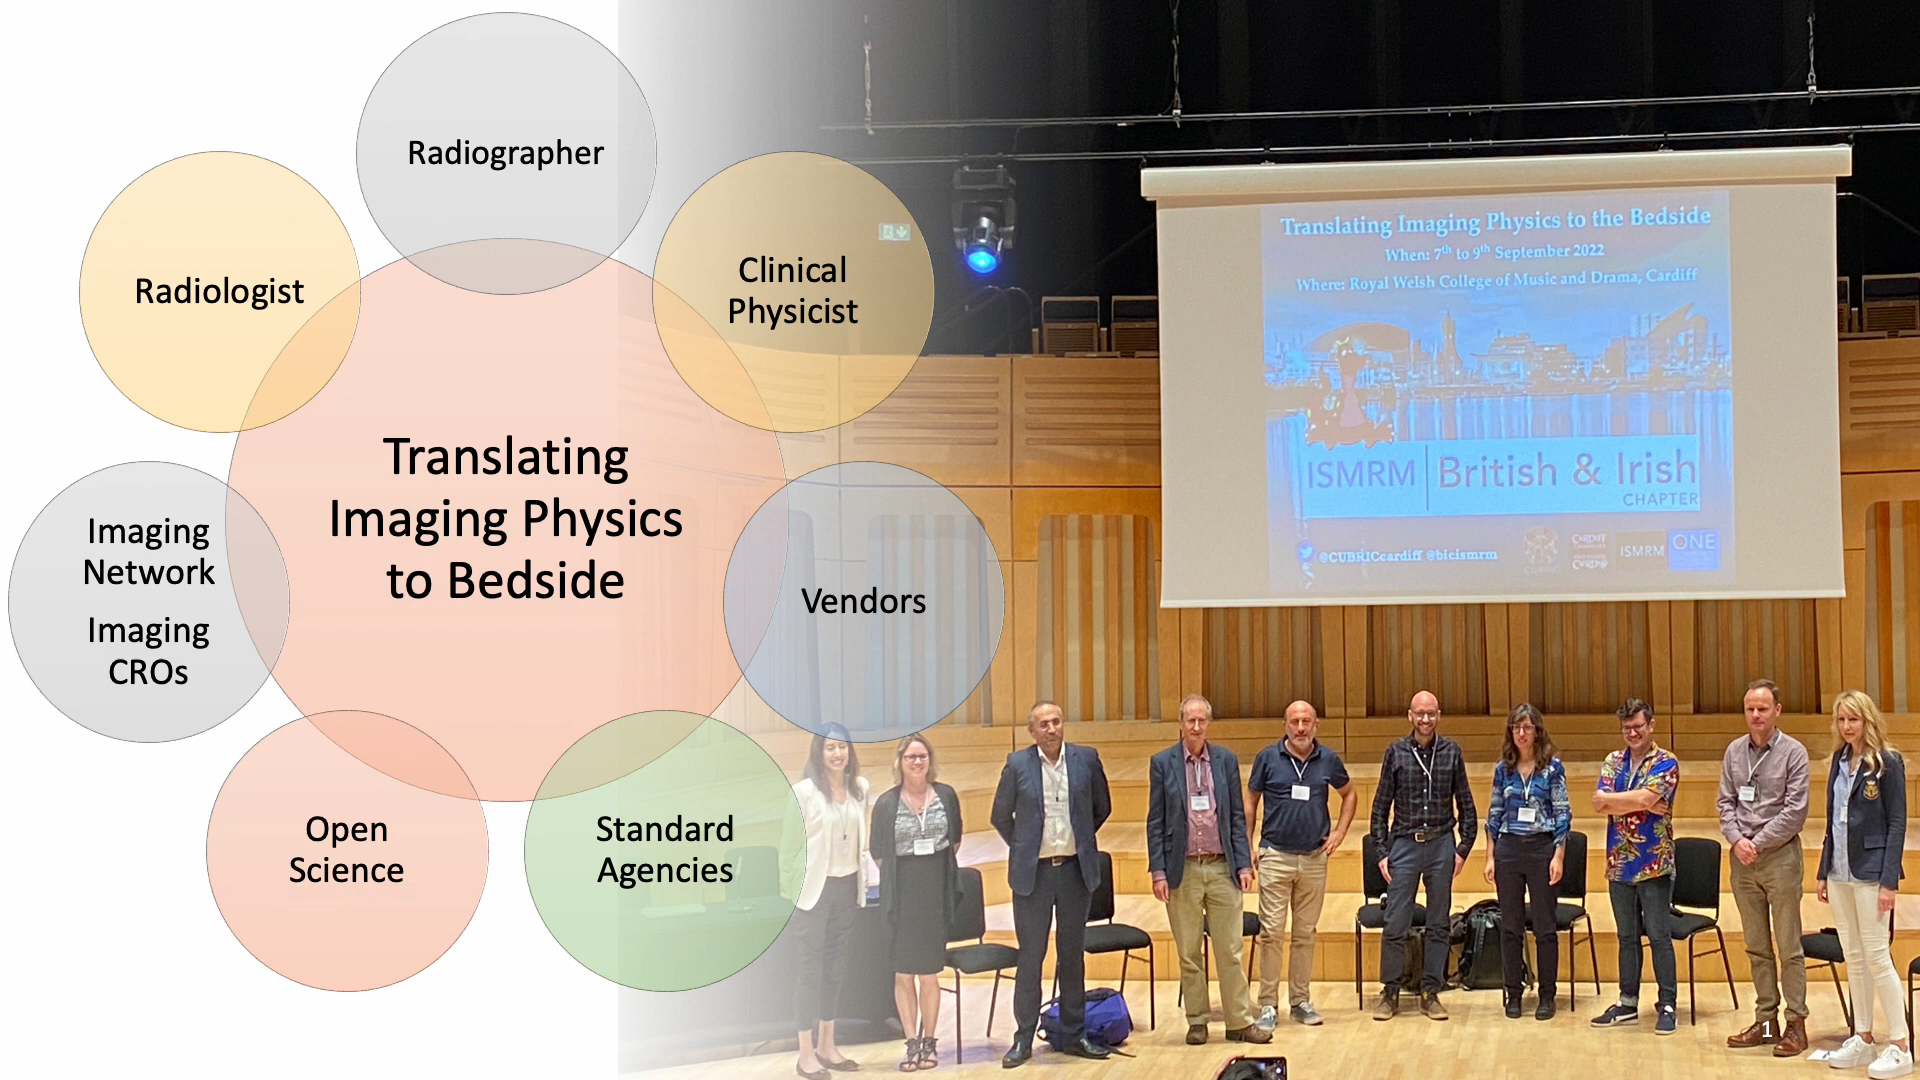 Radiographer
Radiologist
Clinical
Physicist
Translating
Imaging Physics
to Bedside
Imaging
Network
Imaging
CROs
Vendors
Open
Science
Standard
Agencies
Translating Imaging Physics to the Bedside
When: 7th to 9th September 2022
Where: Royal Welsh College of Music and Drama, Cardiff
ISMRM British & Irish
CHAPTER
@CUBRICcardiff @bicismrm
ISMRM
ONE
1